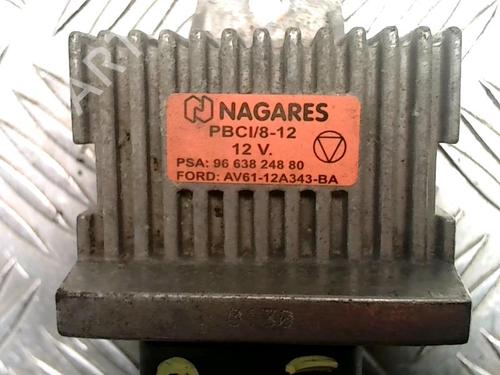 NAGARES
PBCI/8-12
12 V.
PSA: 96 638 248 80
FORD: AV61-12A343-BA